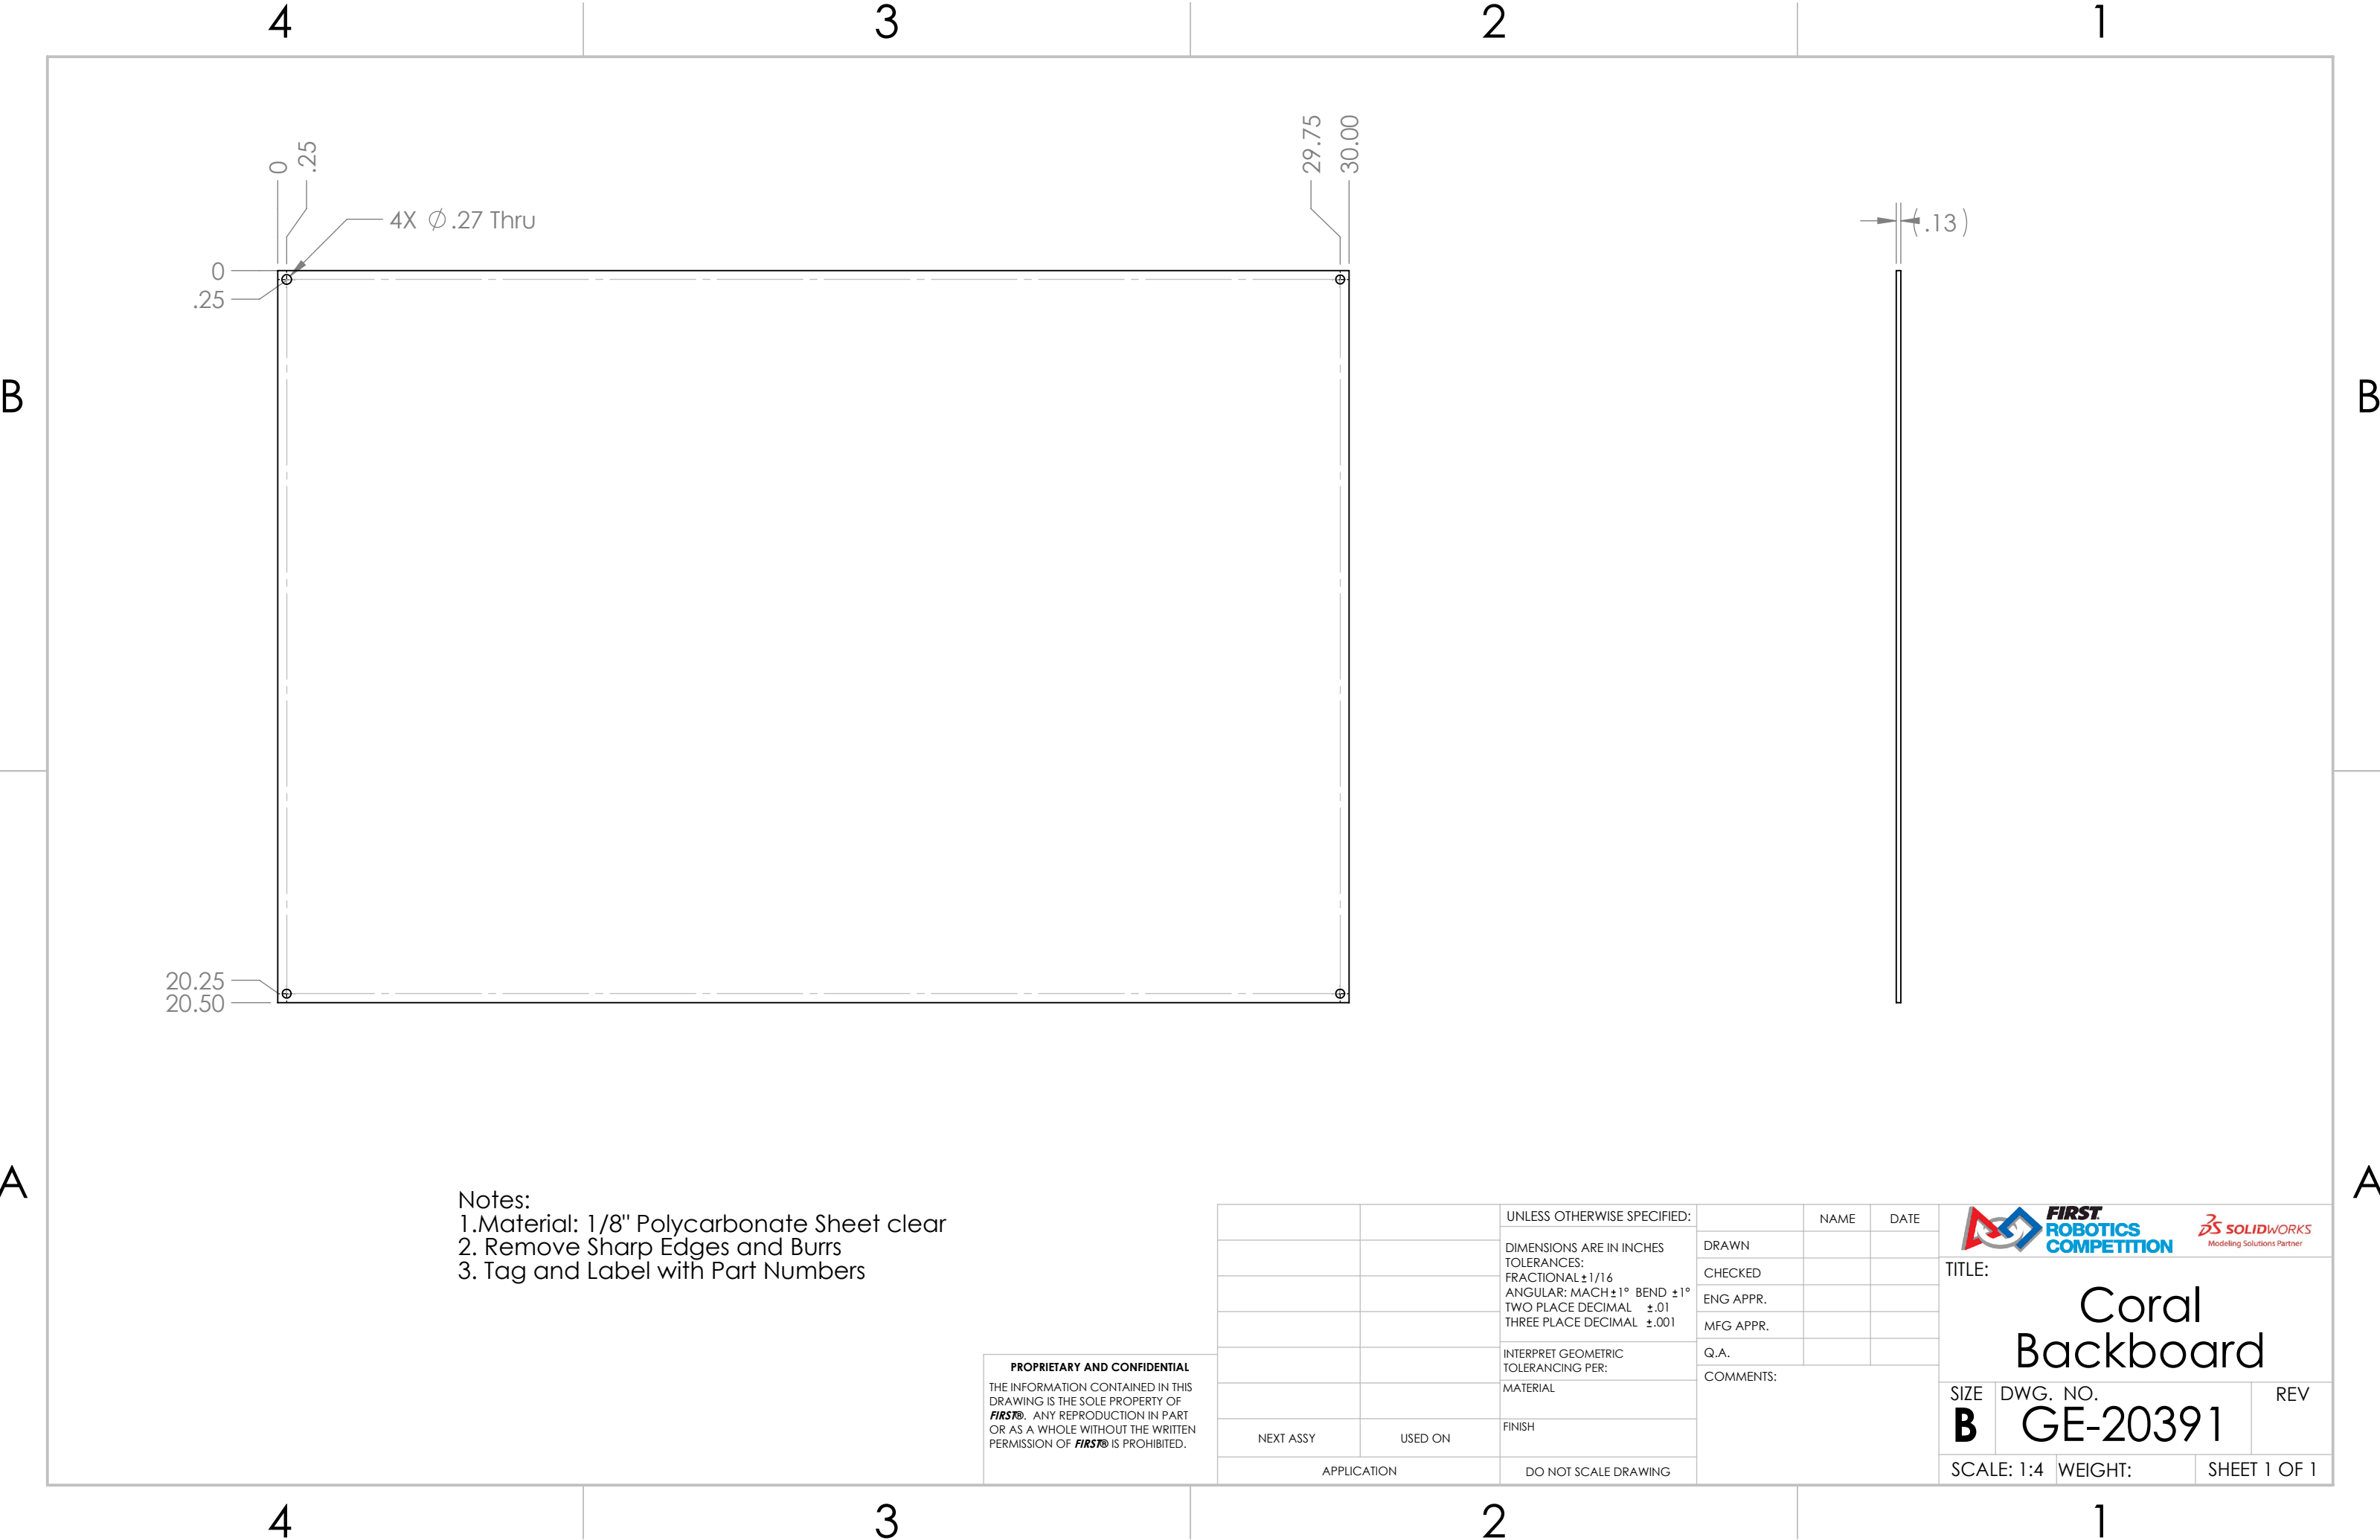 4 3 2 1
0
.25
29.75
30.00
4X ∅.27 Thru
(.13)
0
.25
B B
20.25
20.50
A A
Notes:
1.Material: 1/8" Polycarbonate Sheet clear
2. Remove Sharp Edges and Burrs
3. Tag and Label with Part Numbers
PROPRIETARY AND CONFIDENTIAL
THE INFORMATION CONTAINED IN THIS
DRAWING IS THE SOLE PROPERTY OF
FIRST®. ANY REPRODUCTION IN PART
OR AS A WHOLE WITHOUT THE WRITTEN
PERMISSION OF FIRST® IS PROHIBITED.
NEXT ASSY USED ON
APPLICATION
UNLESS OTHERWISE SPECIFIED:
DIMENSIONS ARE IN INCHES
TOLERANCES:
FRACTIONAL ±1/16
ANGULAR: MACH ±1° BEND ±1°
TWO PLACE DECIMAL ±.01
THREE PLACE DECIMAL ±.001
INTERPRET GEOMETRIC
TOLERANCING PER:
MATERIAL
FINISH
DO NOT SCALE DRAWING
NAME DATE
DRAWN
CHECKED
ENG APPR.
MFG APPR.
Q.A.
COMMENTS:
FIRST.
ROBOTICS
COMPETITION
SOLIDWORKS
Modeling Solutions Partner
TITLE:
Coral
Backboard
SIZE DWG. NO. REV
B GE-20391
SCALE: 1:4 WEIGHT: SHEET 1 OF 1
4 3 2 1